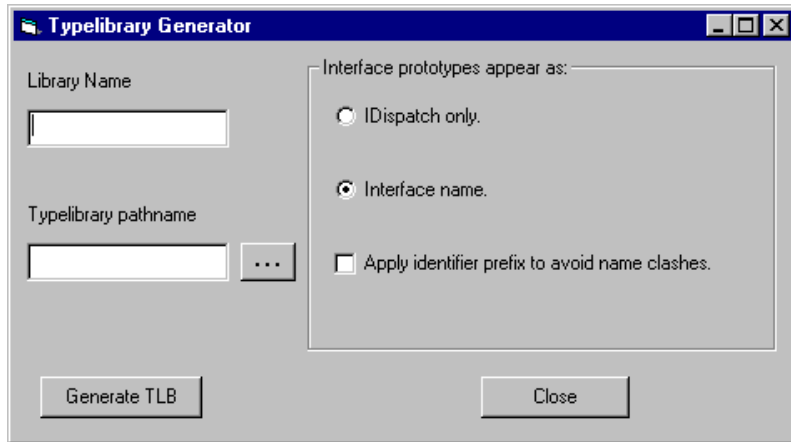 Typelibrary Generator
Library Name
Typelibrary pathname
...
Interface prototypes appear as:
IDispatch only.
Interface name.
Apply identifier prefix to avoid name clashes.
Generate TLB
Close